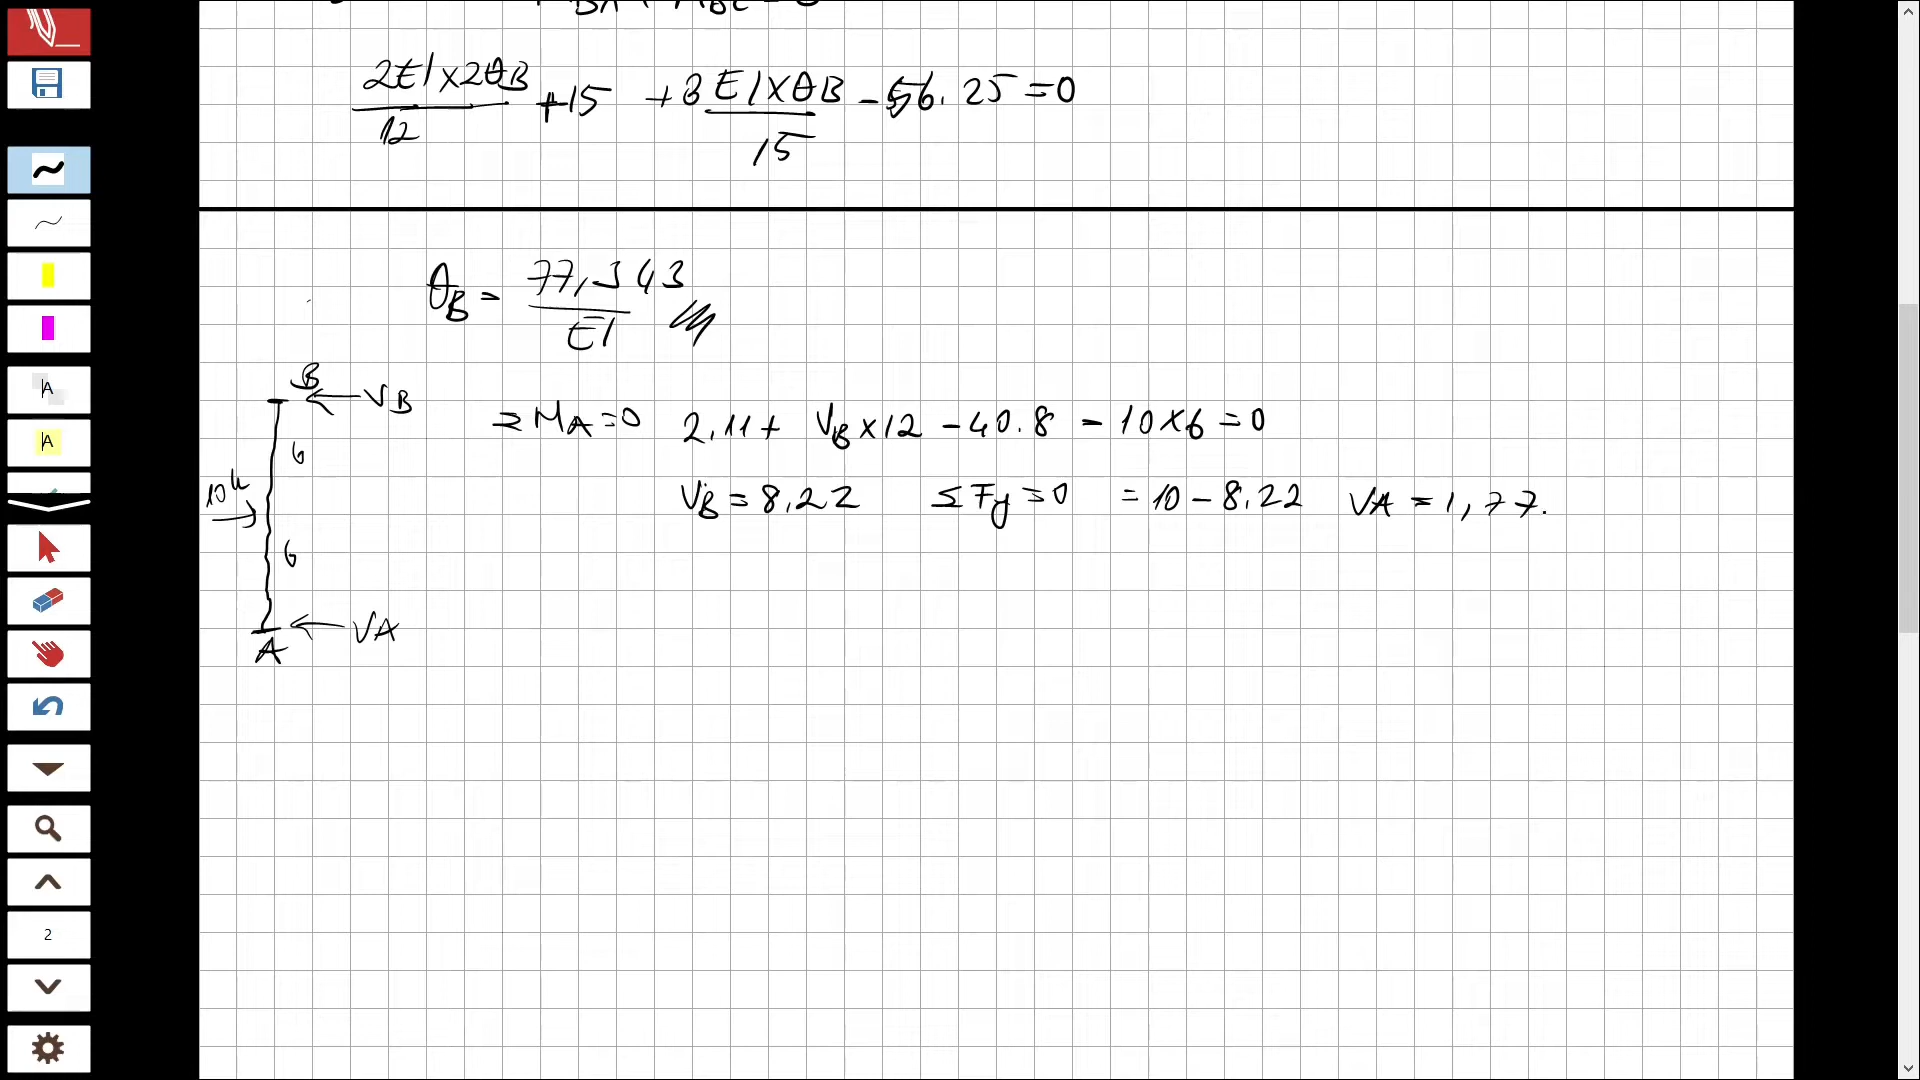 2EI×2θB/12 +15 +3EI×θB/15 -56.25=0
θB = 77,343/EI
B ← VB
ΣMA=0 2,11+ VB×12 -40.8 - 10×6=0
6
10k
VB = 8,22 ΣFy=0 =10-8,22 VA = 1,77.
6
← VA
A
A
A
2